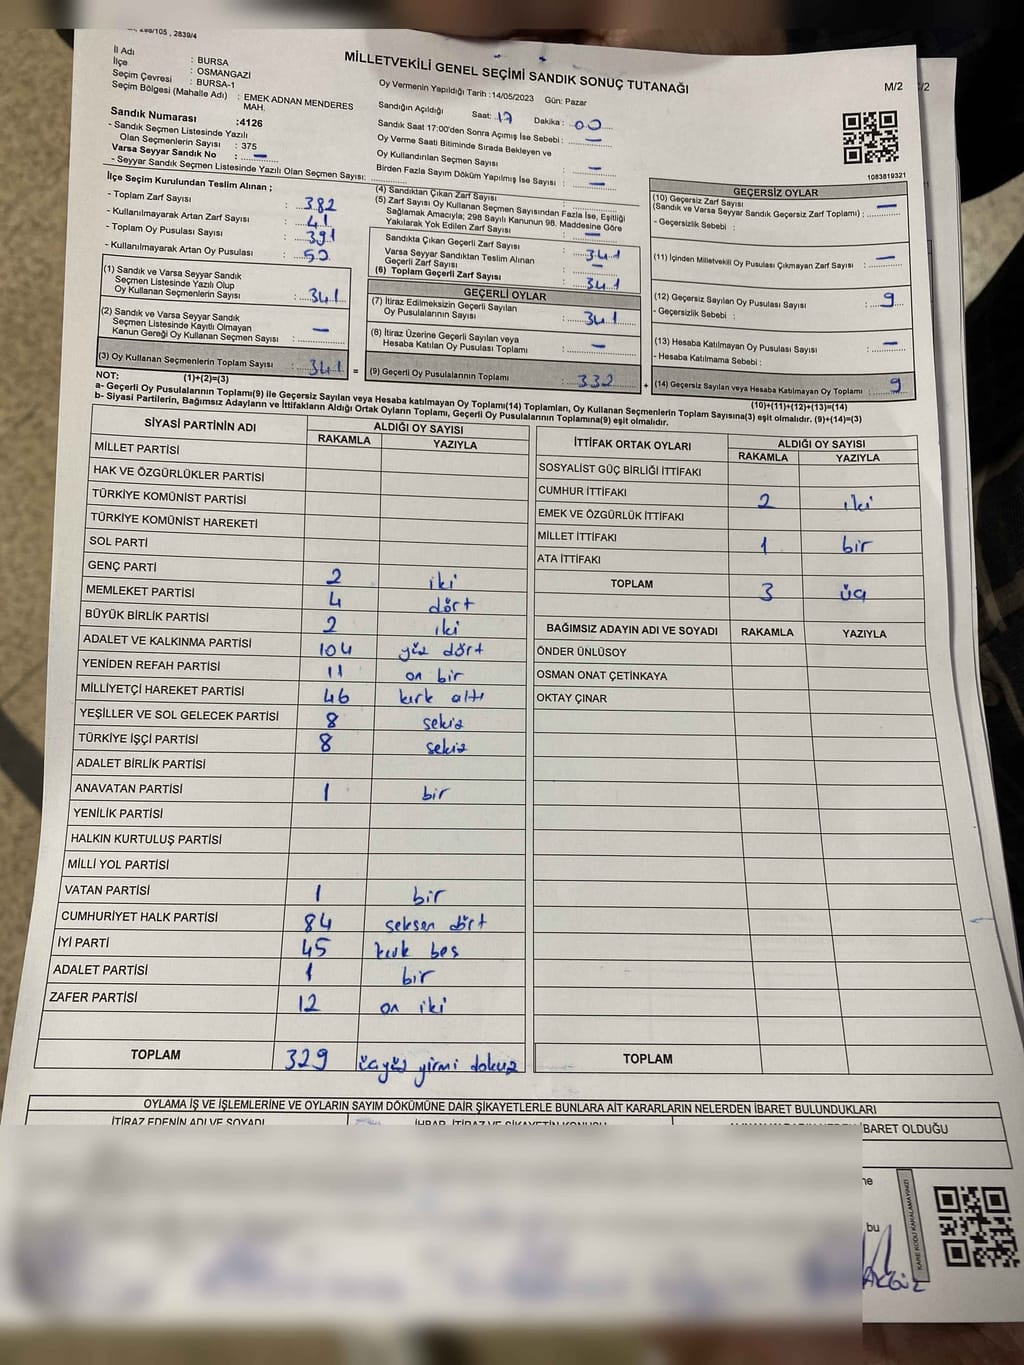 298/105 , 2839/4
MİLLETVEKİLİ GENEL SEÇİMİ SANDIK SONUÇ TUTANAĞI
M/2
/2
İl Adı : BURSA
İlçe : OSMANGAZİ
Seçim Çevresi : BURSA-1
Seçim Bölgesi (Mahalle Adı) : EMEK ADNAN MENDERES MAH.
Sandık Numarası :4126
- Sandık Seçmen Listesinde Yazılı
Olan Seçmenlerin Sayısı : 375
Varsa Seyyar Sandık No : —
- Seyyar Sandık Seçmen Listesinde Yazılı Olan Seçmen Sayısı:
Oy Vermenin Yapıldığı Tarih :14/05/2023 Gün: Pazar
Sandığın Açıldığı Saat: 17 Dakika : 00
Sandık Saat 17:00'den Sonra Açımış İse Sebebi : —
Oy Verme Saati Bitiminde Sırada Bekleyen ve
Oy Kullandırılan Seçmen Sayısı : —
Birden Fazla Sayım Döküm Yapılmış İse Sayısı : —
1083819321
İlçe Seçim Kurulundan Teslim Alınan ;
- Toplam Zarf Sayısı : 382
- Kullanılmayarak Artan Zarf Sayısı : 41
- Toplam Oy Pusulası Sayısı : 391
- Kullanılmayarak Artan Oy Pusulası : 50
(1) Sandık ve Varsa Seyyar Sandık
Seçmen Listesinde Yazılı Olup
Oy Kullanan Seçmenlerin Sayısı : 341
(2) Sandık ve Varsa Seyyar Sandık
Seçmen Listesinde Kayıtlı Olmayan
Kanun Gereği Oy Kullanan Seçmen Sayısı : —
(3) Oy Kullanan Seçmenlerin Toplam Sayısı : 341 =
(4) Sandıktan Çıkan Zarf Sayısı :
(5) Zarf Sayısı Oy Kullanan Seçmen Sayısından Fazla İse, Eşitliği
Sağlamak Amacıyla; 298 Sayılı Kanunun 98. Maddesine Göre
Yakılarak Yok Edilen Zarf Sayısı : —
Sandıkta Çıkan Geçerli Zarf Sayısı : 341
Varsa Seyyar Sandıktan Teslim Alınan
Geçerli Zarf Sayısı : —
(6) Toplam Geçerli Zarf Sayısı : 341
GEÇERLİ OYLAR
(7) İtiraz Edilmeksizin Geçerli Sayılan
Oy Pusulalarının Sayısı : 341
(8) İtiraz Üzerine Geçerli Sayılan veya
Hesaba Katılan Oy Pusulası Toplamı : —
(9) Geçerli Oy Pusulalarının Toplamı : 332 +
GEÇERSİZ OYLAR
(10) Geçersiz Zarf Sayısı
(Sandık ve Varsa Seyyar Sandık Geçersiz Zarf Toplamı) : —
- Geçersizlik Sebebi :
(11) İçinden Milletvekili Oy Pusulası Çıkmayan Zarf Sayısı : —
(12) Geçersiz Sayılan Oy Pusulası Sayısı : 9
- Geçersizlik Sebebi :
(13) Hesaba Katılmayan Oy Pusulası Sayısı : —
- Hesaba Katılmama Sebebi :
(14) Geçersiz Sayılan veya Hesaba Katılmayan Oy Toplamı : 9
NOT: (1)+(2)=(3)
(10)+(11)+(12)+(13)=(14)
a- Geçerli Oy Pusulalarının Toplamı(9) ile Geçersiz Sayılan veya Hesaba katılmayan Oy Toplamı(14) Toplamları, Oy Kullanan Seçmenlerin Toplam Sayısına(3) eşit olmalıdır. (9)+(14)=(3)
b- Siyasi Partilerin, Bağımsız Adayların ve İttifakların Aldığı Ortak Oyların Toplamı, Geçerli Oy Pusulalarının Toplamına(9) eşit olmalıdır.
SİYASİ PARTİNİN ADI ALDIĞI OY SAYISI
RAKAMLA YAZIYLA
MİLLET PARTİSİ
HAK VE ÖZGÜRLÜKLER PARTİSİ
TÜRKİYE KOMÜNİST PARTİSİ
TÜRKİYE KOMÜNİST HAREKETİ
SOL PARTİ
GENÇ PARTİ 2 iki
MEMLEKET PARTİSİ 4 dört
BÜYÜK BİRLİK PARTİSİ 2 iki
ADALET VE KALKINMA PARTİSİ 104 yüz dört
YENİDEN REFAH PARTİSİ 11 on bir
MİLLİYETÇİ HAREKET PARTİSİ 46 kırk altı
YEŞİLLER VE SOL GELECEK PARTİSİ 8 sekiz
TÜRKİYE İŞÇİ PARTİSİ 8 sekiz
ADALET BİRLİK PARTİSİ
ANAVATAN PARTİSİ 1 bir
YENİLİK PARTİSİ
HALKIN KURTULUŞ PARTİSİ
MİLLİ YOL PARTİSİ
VATAN PARTİSİ 1 bir
CUMHURİYET HALK PARTİSİ 84 seksen dört
İYİ PARTİ 45 kırk beş
ADALET PARTİSİ 1 bir
ZAFER PARTİSİ 12 on iki
TOPLAM 329 üçyüz yirmi dokuz
İTTİFAK ORTAK OYLARI ALDIĞI OY SAYISI
RAKAMLA YAZIYLA
SOSYALİST GÜÇ BİRLİĞİ İTTİFAKI
CUMHUR İTTİFAKI 2 iki
EMEK VE ÖZGÜRLÜK İTTİFAKI
MİLLET İTTİFAKI 1 bir
ATA İTTİFAKI
TOPLAM 3 üç
BAĞIMSIZ ADAYIN ADI VE SOYADI RAKAMLA YAZIYLA
ÖNDER ÜNLÜSOY
OSMAN ONAT ÇETİNKAYA
OKTAY ÇINAR
TOPLAM
OYLAMA İŞ VE İŞLEMLERİNE VE OYLARIN SAYIM DÖKÜMÜNE DAİR ŞİKAYETLERLE BUNLARA AİT KARARLARIN NELERDEN İBARET BULUNDUKLARI
İTİRAZ EDENİN ADI VE SOYADI İHBAR, İTİRAZ VE ŞİKAYETİN KONUSU İBARET OLDUĞU
ne
bu
KARE KODU KARALAMAYINIZ!